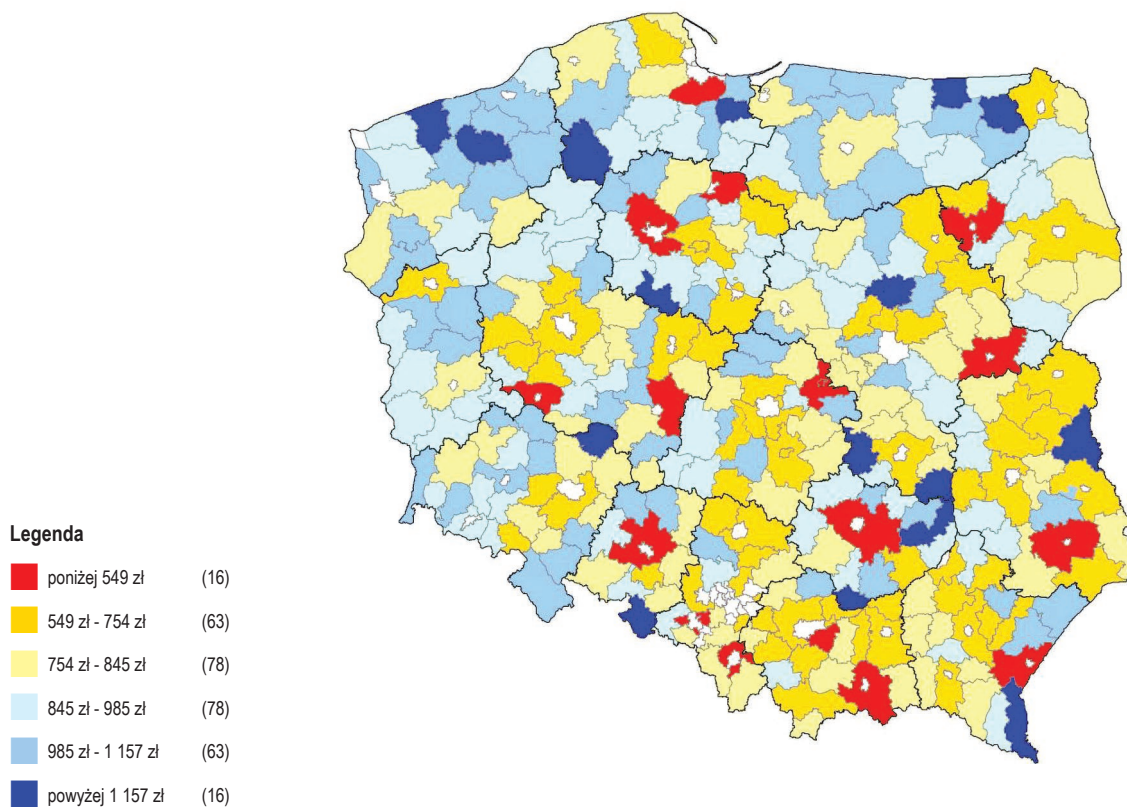 Legenda
poniżej 549 zł (16)
549 zł - 754 zł (63)
754 zł - 845 zł (78)
845 zł - 985 zł (78)
985 zł - 1 157 zł (63)
powyżej 1 157 zł (16)